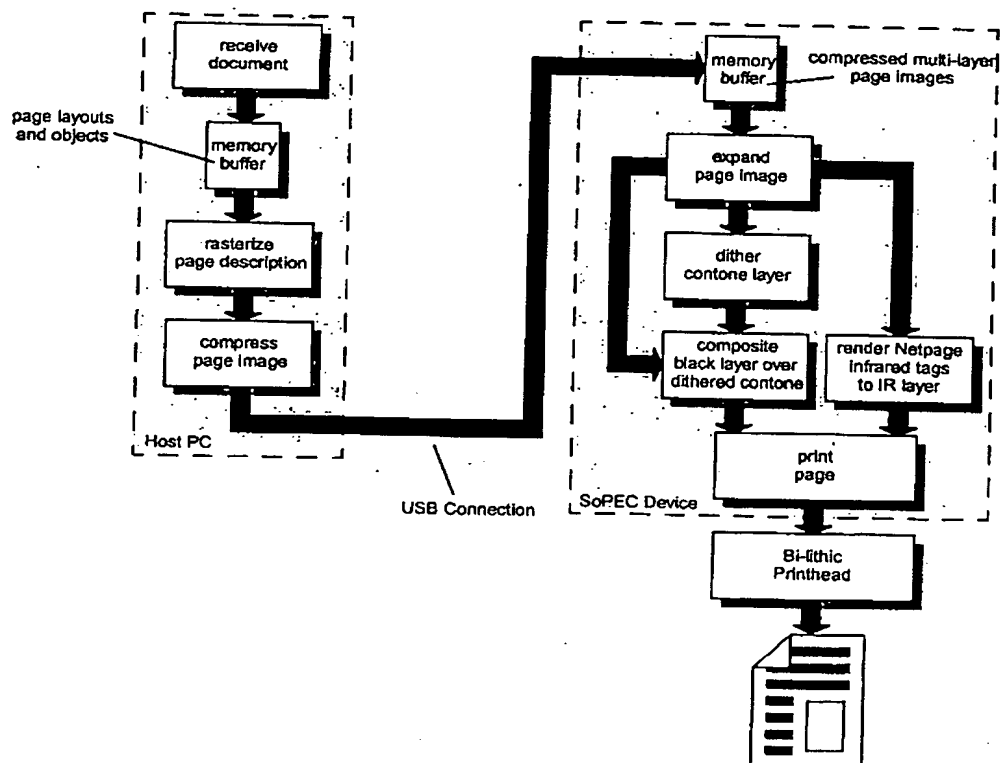 receive
document
page layouts
and objects
memory
buffer
rasterize
page description
compress
page image
Host PC
USB Connection
memory
buffer
compressed multi-layer
page images
expand
page image
dither
contone layer
composite
black layer over
dithered contone
render Netpage
infrared tags
to IR layer
print
page
SoPEC Device
Bi-lithic
Printhead